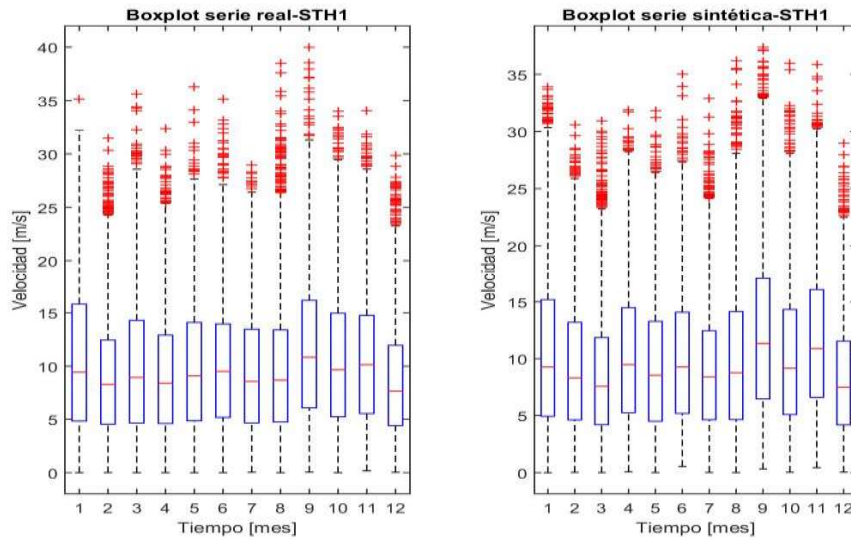 Boxplot serie real-STH1
40
35
30
25
20
15
10
5
0
Velocidad [m/s]
1 2 3 4 5 6 7 8 9 10 11 12
Tiempo [mes]
Boxplot serie sintética-STH1
35
30
25
20
15
10
5
0
Velocidad [m/s]
1 2 3 4 5 6 7 8 9 10 11 12
Tiempo [mes]